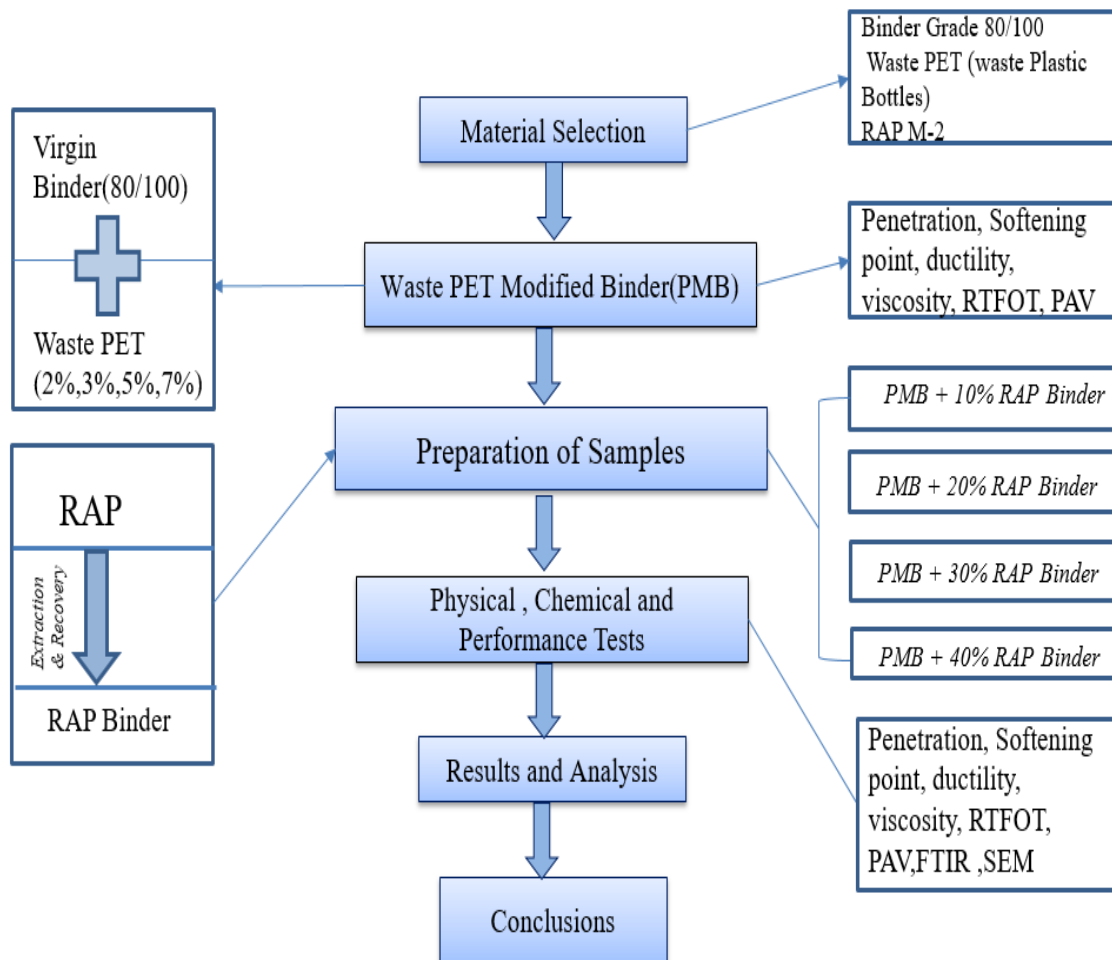 Material Selection
Binder Grade 80/100
Waste PET (waste Plastic
Bottles)
RAP M-2
Virgin
Binder(80/100)
Waste PET
(2%,3%,5%,7%)
Waste PET Modified Binder(PMB)
Penetration, Softening
point, ductility,
viscosity, RTFOT, PAV
Preparation of Samples
PMB + 10% RAP Binder
PMB + 20% RAP Binder
PMB + 30% RAP Binder
PMB + 40% RAP Binder
RAP
Extraction
& Recovery
RAP Binder
Physical , Chemical and
Performance Tests
Penetration, Softening
point, ductility,
viscosity, RTFOT,
PAV,FTIR ,SEM
Results and Analysis
Conclusions